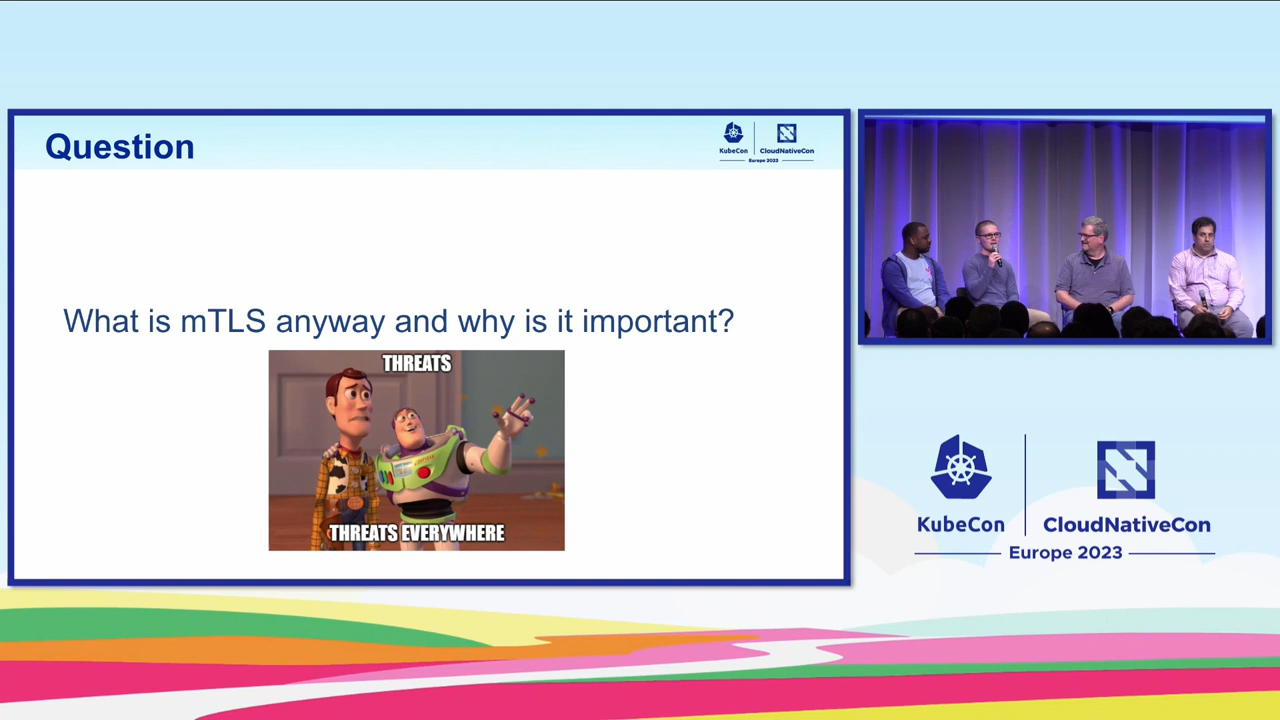 Question
KubeCon
CloudNativeCon
Europe 2023
What is mTLS anyway and why is it important?
THREATS
THREATS EVERYWHERE
KubeCon
CloudNativeCon
Europe 2023